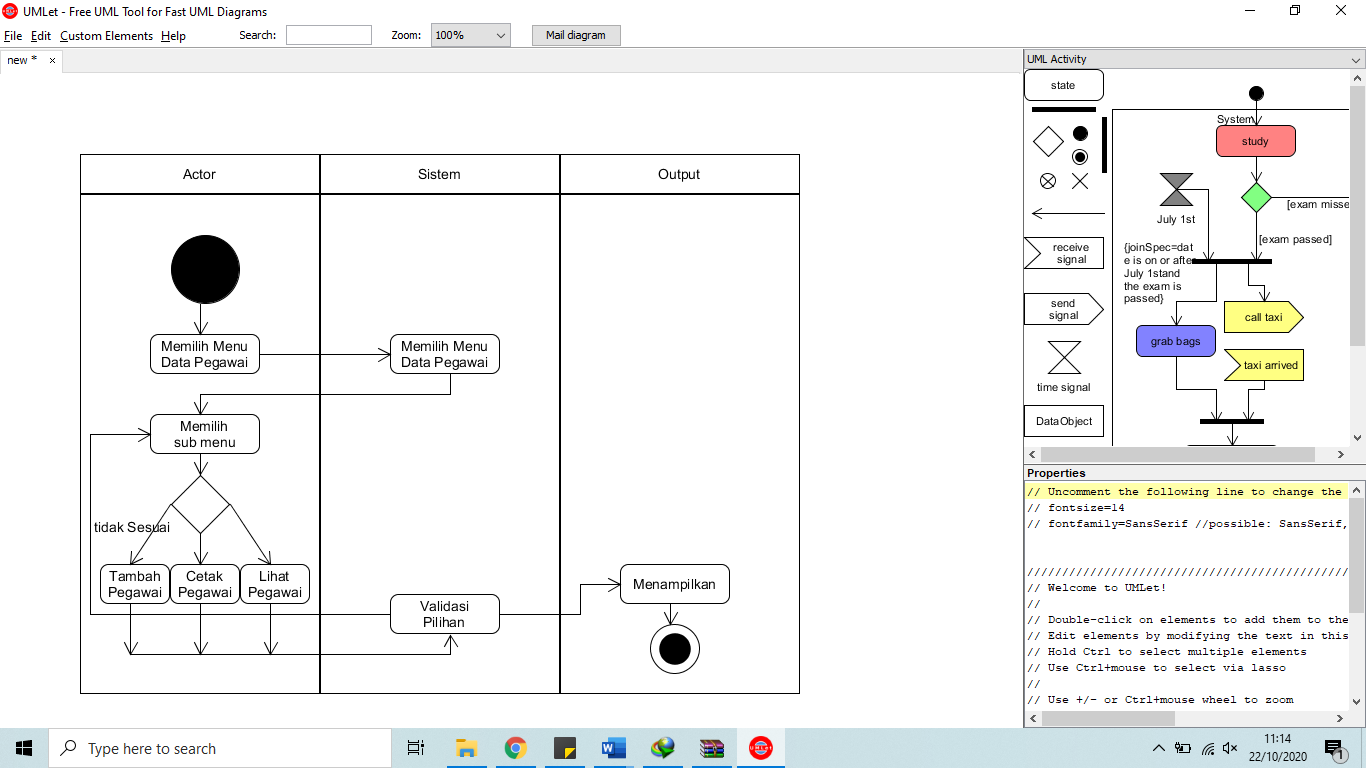 UMLet - Free UML Tool for Fast UML Diagrams
File Edit Custom Elements Help Search: Zoom: 100% Mail diagram
new * ×
Actor
Sistem
Output
Memilih Menu
Data Pegawai
Memilih Menu
Data Pegawai
Memilih
sub menu
tidak Sesuai
Tambah
Pegawai
Cetak
Pegawai
Lihat
Pegawai
Validasi
Pilihan
Menampilkan
UML Activity
state
receive
signal
send
signal
time signal
DataObject
System
study
July 1st
[exam misse
[exam passed]
{joinSpec=dat
e is on or after
July 1stand
the exam is
passed}
call taxi
grab bags
taxi arrived
Properties
// Uncomment the following line to change the
// fontsize=14
// fontfamily=SansSerif //possible: SansSerif,
////////////////////////////////////////////////
// Welcome to UMLet!
//
// Double-click on elements to add them to the
// Edit elements by modifying the text in this
// Hold Ctrl to select multiple elements
// Use Ctrl+mouse to select via lasso
//
// Use +/- or Ctrl+mouse wheel to zoom
Type here to search
11:14
22/10/2020
1